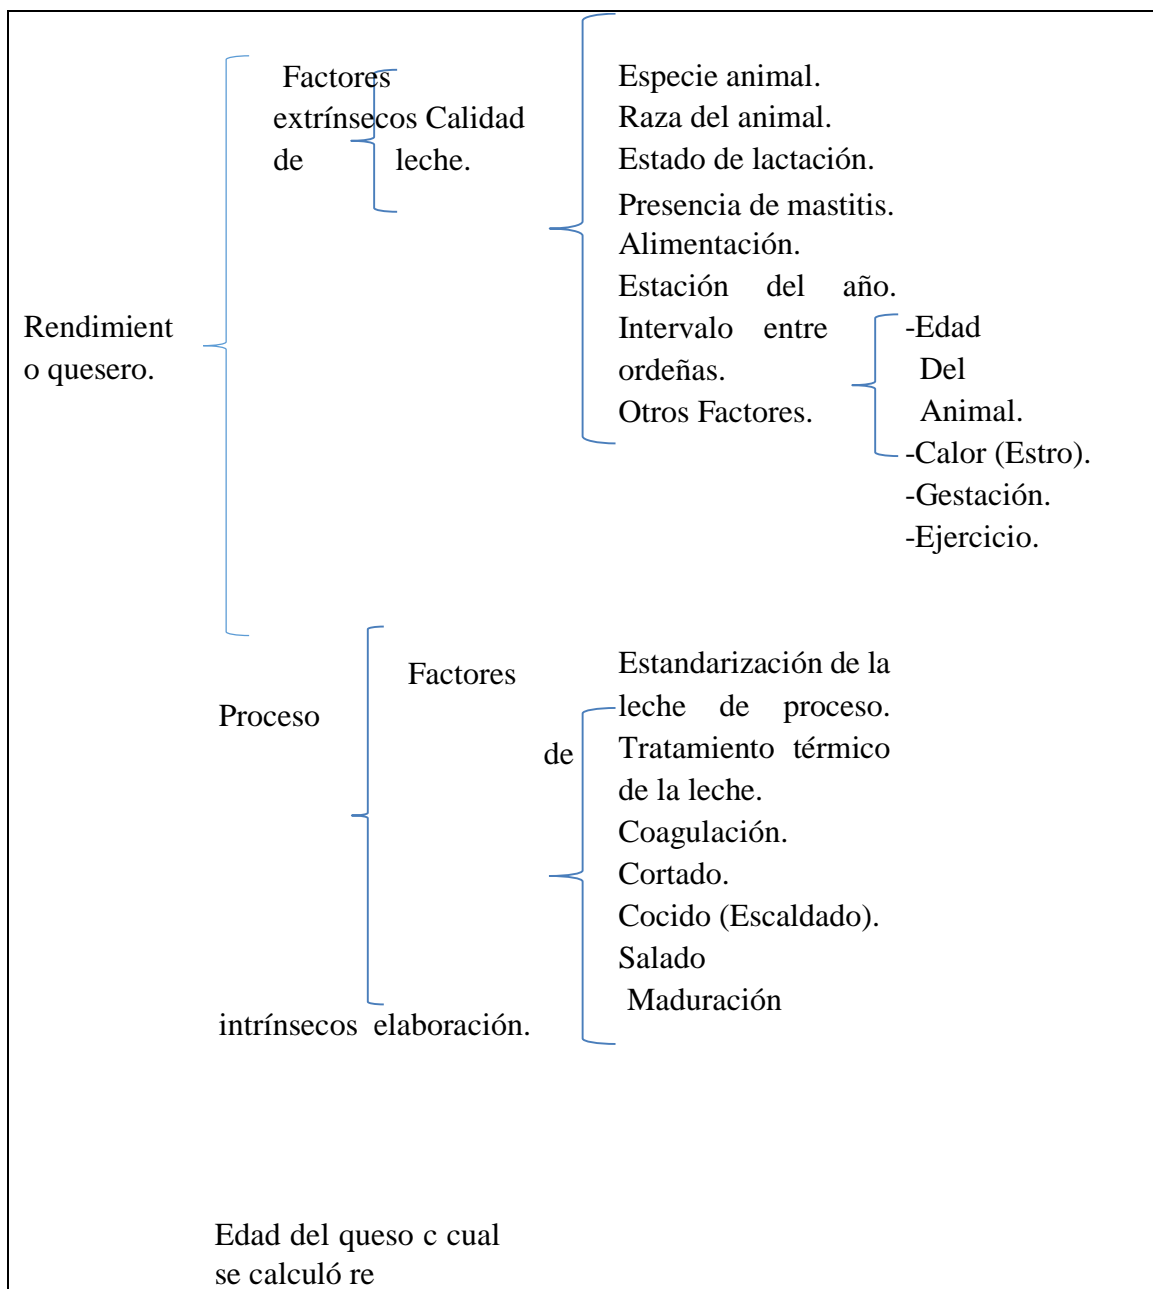 Factores
extrínsecos Calidad
de leche.
Especie animal.
Raza del animal.
Estado de lactación.
Presencia de mastitis.
Alimentación.
Estación del año.
Intervalo entre
ordeñas.
Otros Factores.
-Edad
Del
Animal.
-Calor (Estro).
-Gestación.
-Ejercicio.
Rendimient
o quesero.
Factores
Proceso
de
intrínsecos elaboración.
Estandarización de la
leche de proceso.
Tratamiento térmico
de la leche.
Coagulación.
Cortado.
Cocido (Escaldado).
Salado
Maduración
Edad del queso c cual
se calculó re